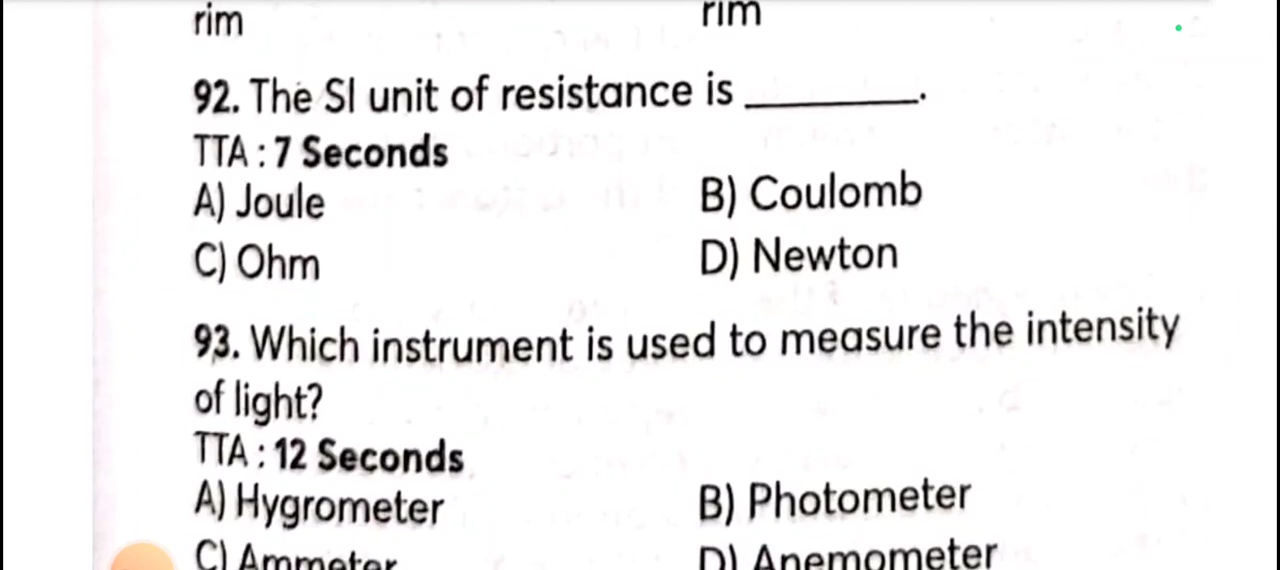 rim rim
92. The SI unit of resistance is ________.
TTA : 7 Seconds
A) Joule B) Coulomb
C) Ohm D) Newton
93. Which instrument is used to measure the intensity
of light?
TTA : 12 Seconds
A) Hygrometer B) Photometer
C) Ammeter D) Anemometer